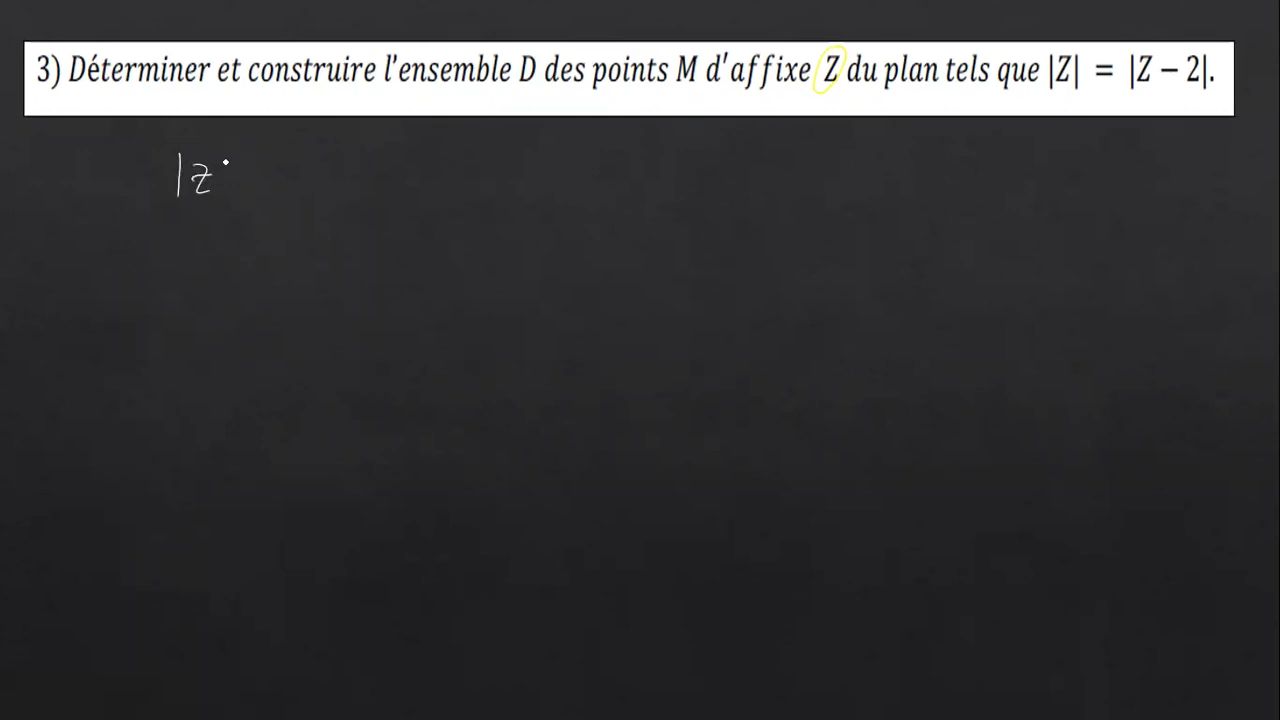 3) Déterminer et construire l'ensemble D des points M d'affixe Z du plan tels que |Z| = |Z − 2|.
|z